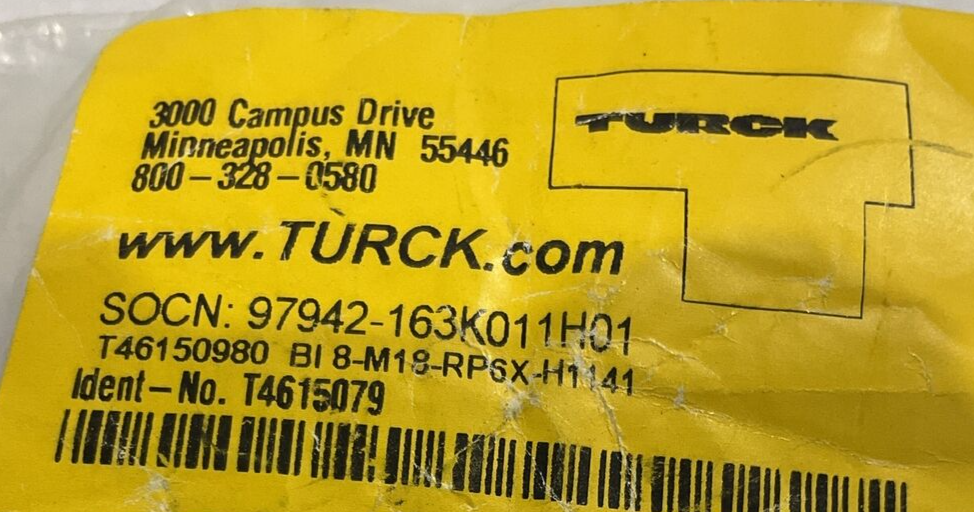 3000 Campus Drive
Minneapolis, MN 55446
800-328-0580
TURCK
www.TURCK.com
SOCN: 97942-163K011H01
T46150980 BI 8-M18-RP6X-H1141
Ident-No. T4615079